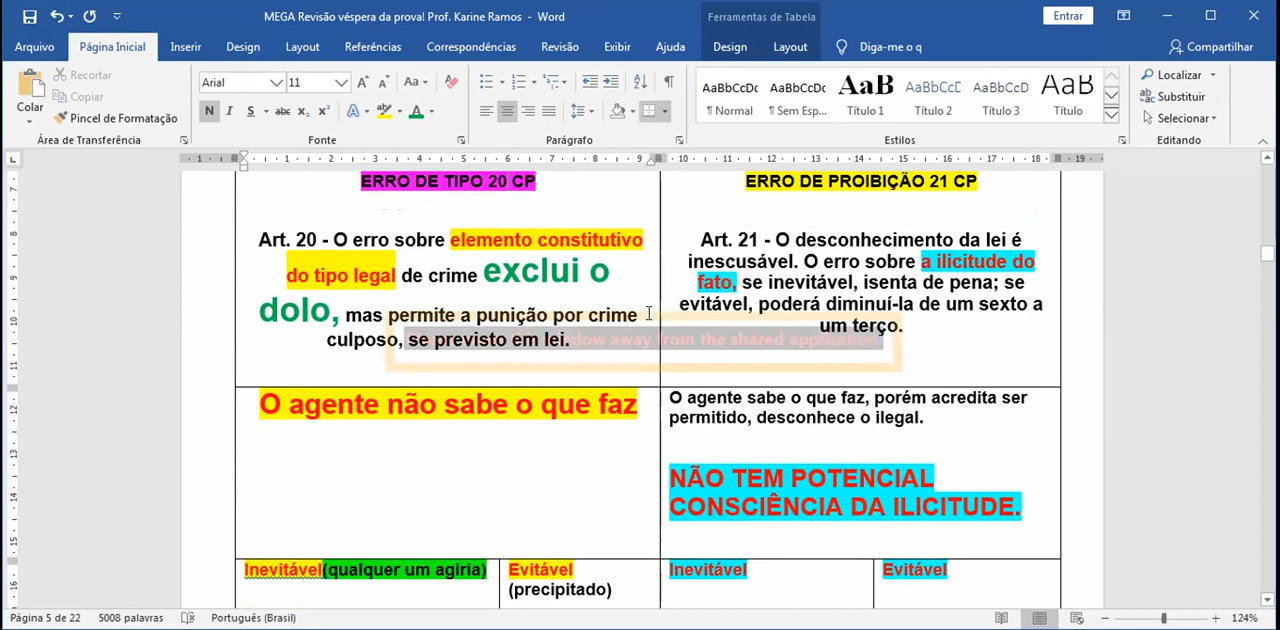 MEGA Revisão véspera da prova! Prof. Karine Ramos - Word
Ferramentas de Tabela
Entrar
Arquivo
Página Inicial
Inserir
Design
Layout
Referências
Correspondências
Revisão
Exibir
Ajuda
Design
Layout
Diga-me o q
Compartilhar
Colar
Recortar
Copiar
Pincel de Formatação
Área de Transferência
Arial
11
Fonte
Parágrafo
AaBbCcDc
¶ Normal
AaBbCcDc
¶ Sem Esp...
AaB
Título 1
AaBbCcD
Título 2
AaBbCcD
Título 3
AaB
Título
Estilos
Localizar
Substituir
Selecionar
Editando
ERRO DE TIPO 20 CP
Art. 20 - O erro sobre elemento constitutivo
do tipo legal de crime exclui o
dolo, mas permite a punição por crime
culposo, se previsto em lei.
ERRO DE PROIBIÇÃO 21 CP
Art. 21 - O desconhecimento da lei é
inescusável. O erro sobre a ilicitude do
fato, se inevitável, isenta de pena; se
evitável, poderá diminuí-la de um sexto a
um terço.
window away from the shared application
O agente não sabe o que faz
O agente sabe o que faz, porém acredita ser
permitido, desconhece o ilegal.
NÃO TEM POTENCIAL
CONSCIÊNCIA DA ILICITUDE.
Inevitável(qualquer um agiria)
Evitável
(precipitado)
Inevitável
Evitável
Página 5 de 22
5008 palavras
Português (Brasil)
124%